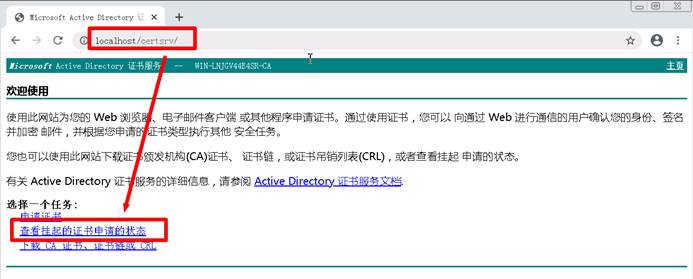 Microsoft Active Directory 证
localhost/certsrv/
Microsoft Active Directory 证书服务 -- WIN-LNJGV44E4SR-CA 主页
欢迎使用
使用此网站为您的 Web 浏览器、电子邮件客户端 或其他程序申请证书。通过使用证书，您可以 向通过 Web 进行通信的用户确认您的身份、签名
并加密 邮件，并根据您申请的证书类型执行其他 安全任务。
您也可以使用此网站下载证书颁发机构(CA)证书、 证书链，或证书吊销列表(CRL)，或者查看挂起 申请的状态。
有关 Active Directory 证书服务的详细信息，请参阅 Active Directory 证书服务文档.
选择一个任务:
申请证书
查看挂起的证书申请的状态
下载 CA 证书、证书链或 CRL